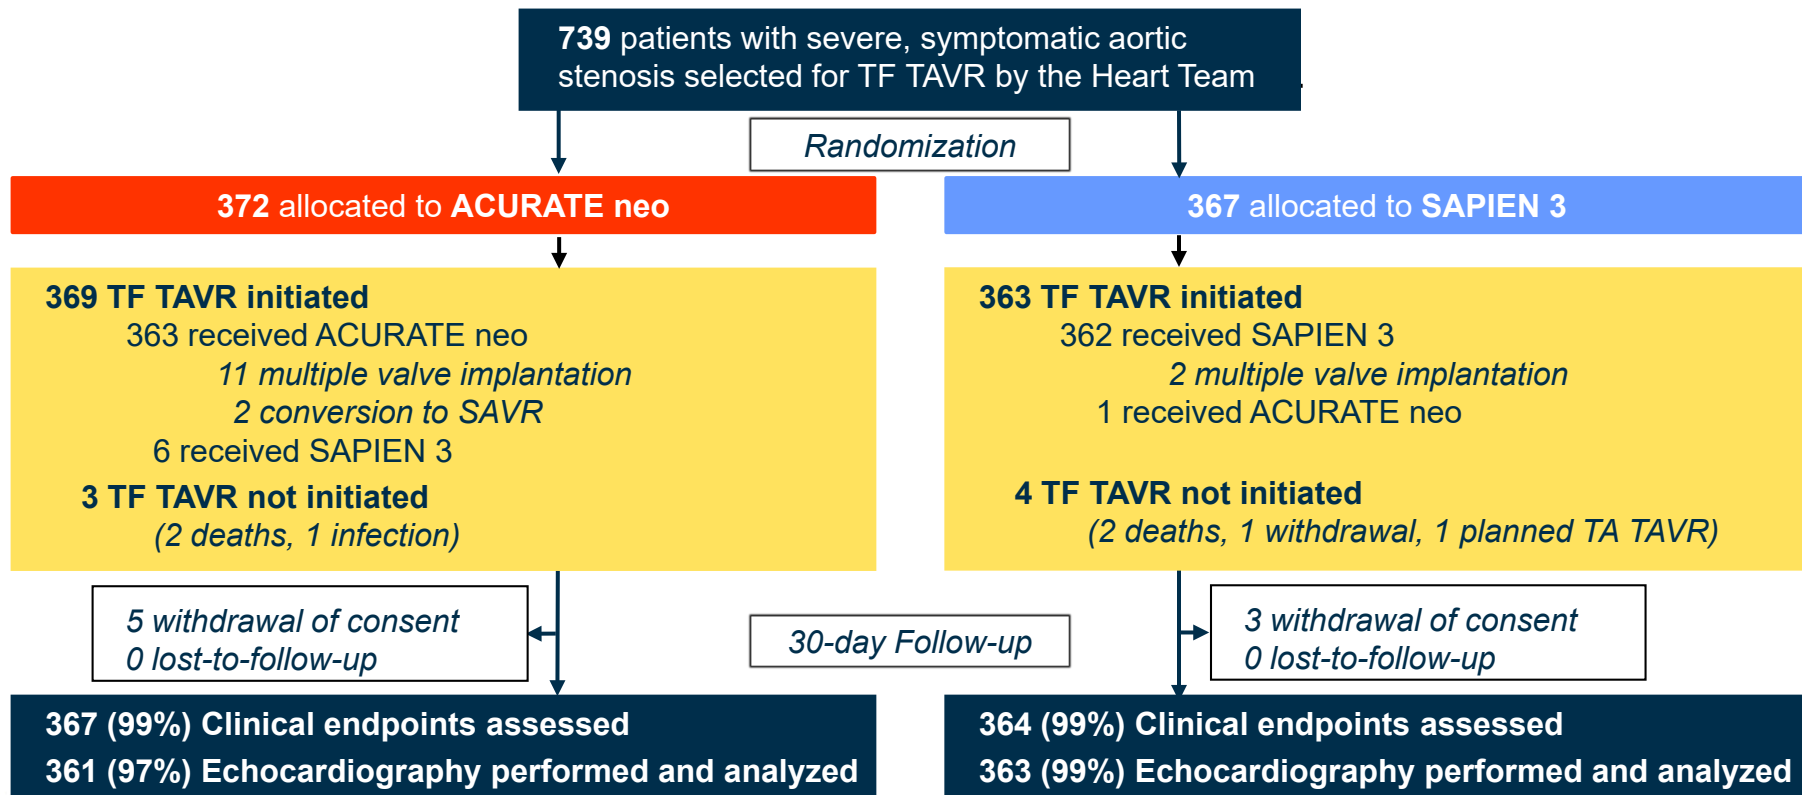 739 patients with severe, symptomatic aortic
stenosis selected for TF TAVR by the Heart Team
Randomization
372 allocated to ACURATE neo
367 allocated to SAPIEN 3
369 TF TAVR initiated
363 received ACURATE neo
11 multiple valve implantation
2 conversion to SAVR
6 received SAPIEN 3
3 TF TAVR not initiated
(2 deaths, 1 infection)
363 TF TAVR initiated
362 received SAPIEN 3
2 multiple valve implantation
1 received ACURATE neo
4 TF TAVR not initiated
(2 deaths, 1 withdrawal, 1 planned TA TAVR)
5 withdrawal of consent
0 lost-to-follow-up
30-day Follow-up
3 withdrawal of consent
0 lost-to-follow-up
367 (99%) Clinical endpoints assessed
361 (97%) Echocardiography performed and analyzed
364 (99%) Clinical endpoints assessed
363 (99%) Echocardiography performed and analyzed